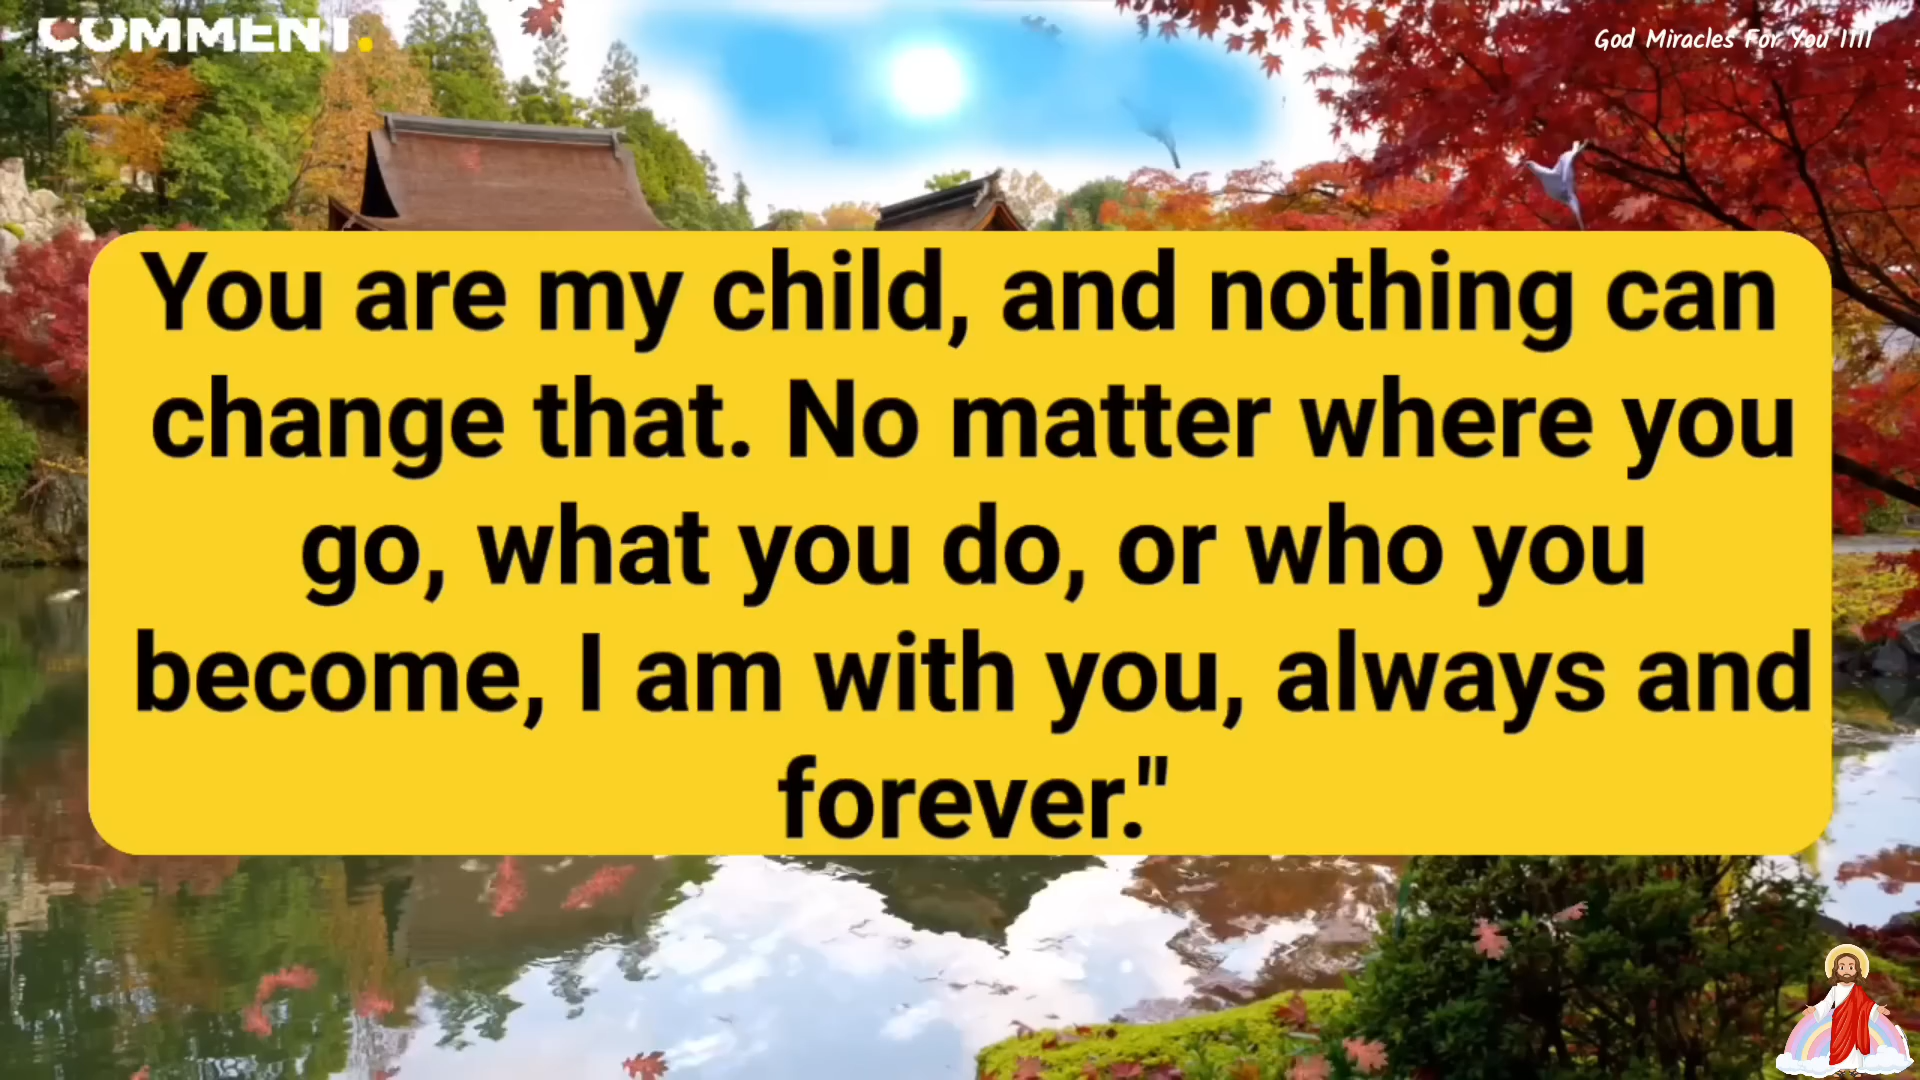 COMMENT.
God Miracles For You 1111
You are my child, and nothing can
change that. No matter where you
go, what you do, or who you
become, I am with you, always and
forever."